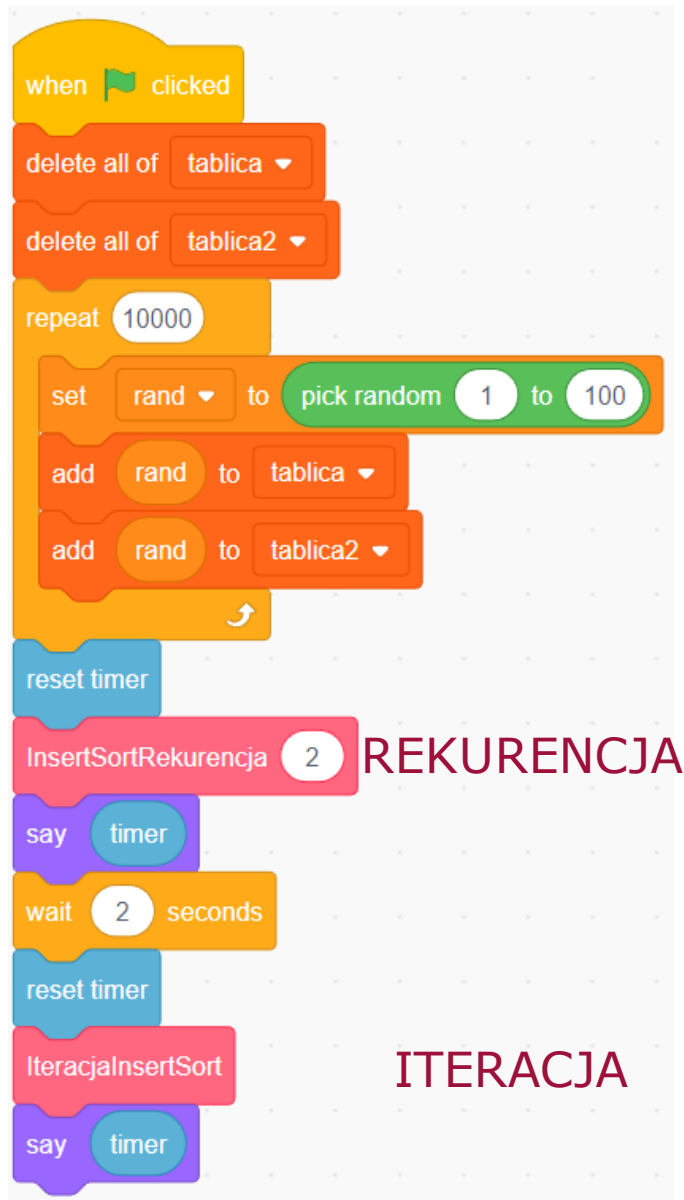 when clicked
delete all of tablica
delete all of tablica2
repeat 10000
set rand to pick random 1 to 100
add rand to tablica
add rand to tablica2
reset timer
InsertSortRekurencja 2 REKURENCJA
say timer
wait 2 seconds
reset timer
IteracjaInsertSort ITERACJA
say timer